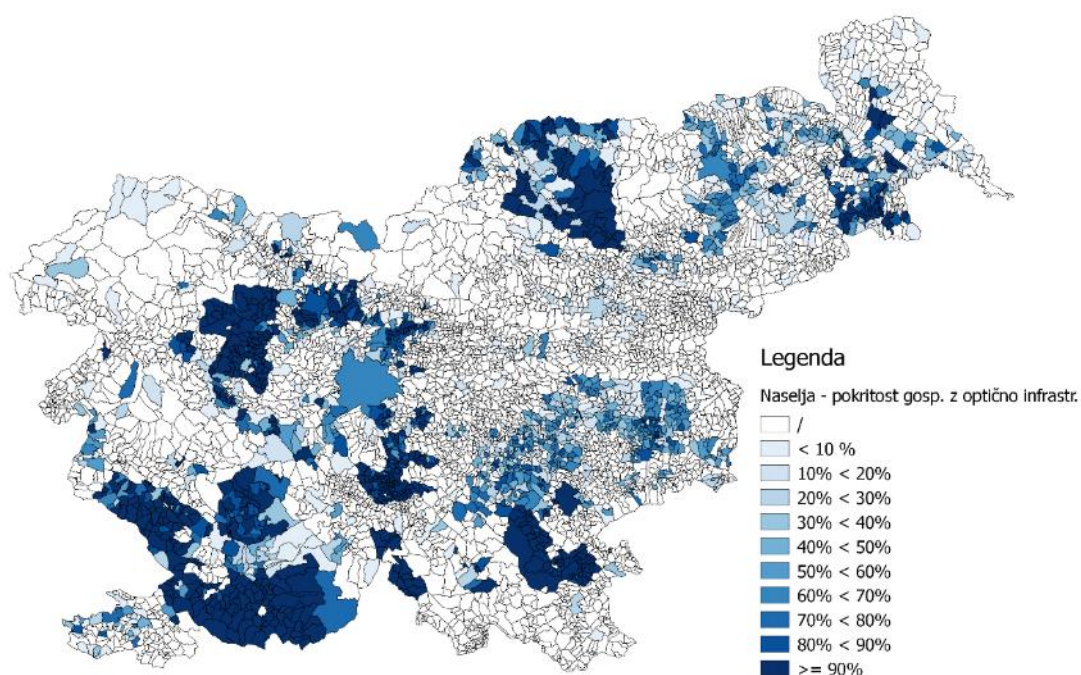 Legenda
Naselja - pokritost gosp. z optično infrastr.
/
< 10 %
10% < 20%
20% < 30%
30% < 40%
40% < 50%
50% < 60%
60% < 70%
70% < 80%
80% < 90%
>= 90%